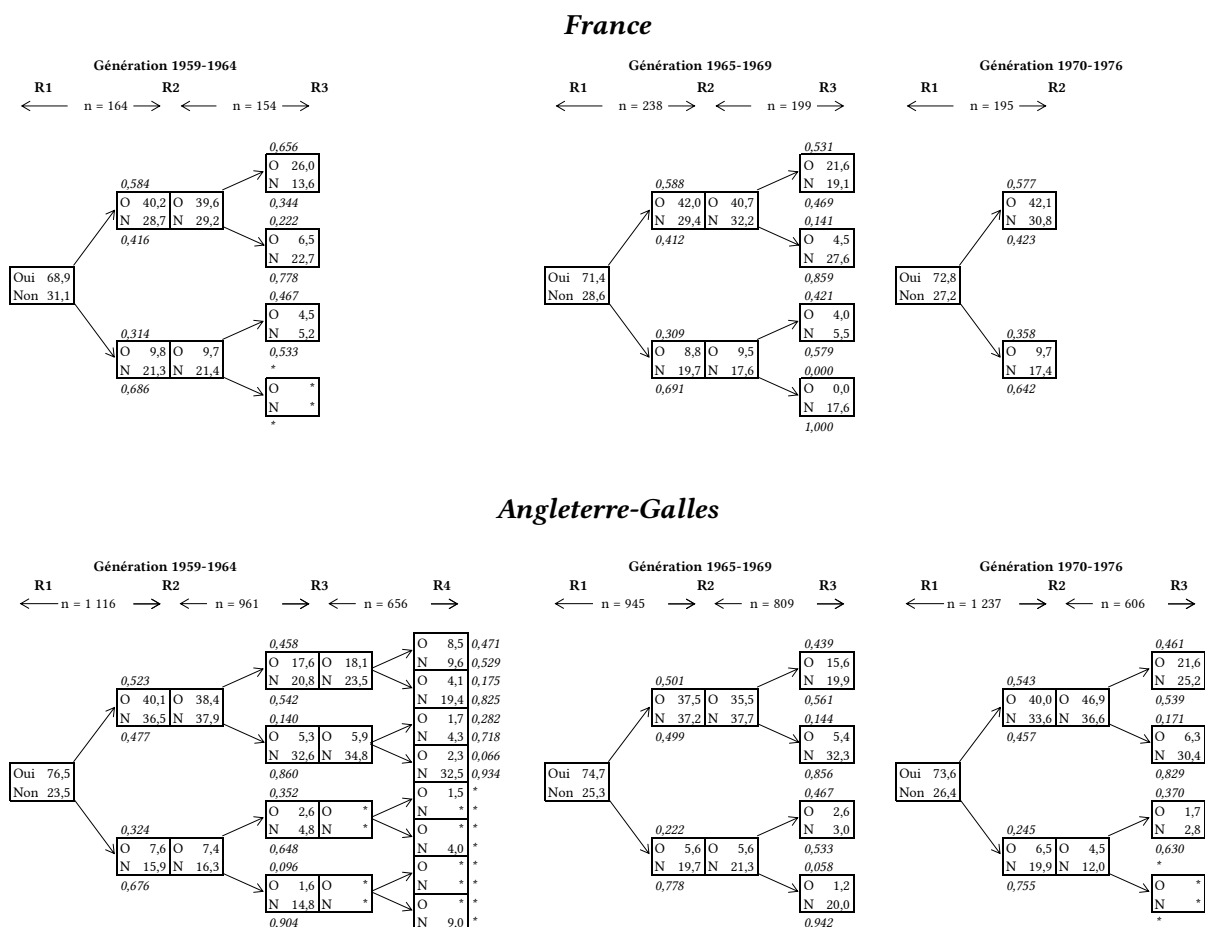 France
Génération 1959-1964
R1 R2 R3
n = 164 n = 154
0,656
O 26,0
N 13,6
0,344
0,584
O 40,2 O 39,6
N 28,7 N 29,2
0,416
0,222
O 6,5
N 22,7
0,778
Oui 68,9
Non 31,1
0,467
O 4,5
N 5,2
0,533
0,314
O 9,8 O 9,7
N 21,3 N 21,4
0,686
*
O *
N *
*
Génération 1965-1969
R1 R2 R3
n = 238 n = 199
0,531
O 21,6
N 19,1
0,469
0,588
O 42,0 O 40,7
N 29,4 N 32,2
0,412
0,141
O 4,5
N 27,6
0,859
Oui 71,4
Non 28,6
0,421
O 4,0
N 5,5
0,579
0,309
O 8,8 O 9,5
N 19,7 N 17,6
0,691
0,000
O 0,0
N 17,6
1,000
Génération 1970-1976
R1 R2
n = 195
0,577
O 42,1
N 30,8
0,423
Oui 72,8
Non 27,2
0,358
O 9,7
N 17,4
0,642
Angleterre-Galles
Génération 1959-1964
R1 R2 R3 R4
n = 1 116 n = 961 n = 656
O 8,5 0,471
N 9,6 0,529
0,458
O 17,6 O 18,1
N 20,8 N 23,5
0,542
O 4,1 0,175
N 19,4 0,825
0,523
O 40,1 O 38,4
N 36,5 N 37,9
0,477
O 1,7 0,282
N 4,3 0,718
0,140
O 5,3 O 5,9
N 32,6 N 34,8
0,860
O 2,3 0,066
N 32,5 0,934
Oui 76,5
Non 23,5
O 1,5 *
N * *
0,352
O 2,6 O *
N 4,8 N *
0,648
O * *
N 4,0 *
0,324
O 7,6 O 7,4
N 15,9 N 16,3
0,676
O * *
N * *
0,096
O 1,6 O *
N 14,8 N *
0,904
O * *
N 9,0 *
Génération 1965-1969
R1 R2 R3
n = 945 n = 809
0,439
O 15,6
N 19,9
0,561
0,501
O 37,5 O 35,5
N 37,2 N 37,7
0,499
0,144
O 5,4
N 32,3
0,856
Oui 74,7
Non 25,3
0,467
O 2,6
N 3,0
0,533
0,222
O 5,6 O 5,6
N 19,7 N 21,3
0,778
0,058
O 1,2
N 20,0
0,942
Génération 1970-1976
R1 R2 R3
n = 1 237 n = 606
0,461
O 21,6
N 25,2
0,539
0,543
O 40,0 O 46,9
N 33,6 N 36,6
0,457
0,171
O 6,3
N 30,4
0,829
Oui 73,6
Non 26,4
0,370
O 1,7
N 2,8
0,630
0,245
O 6,5 O 4,5
N 19,9 N 12,0
0,755
*
O *
N *
*